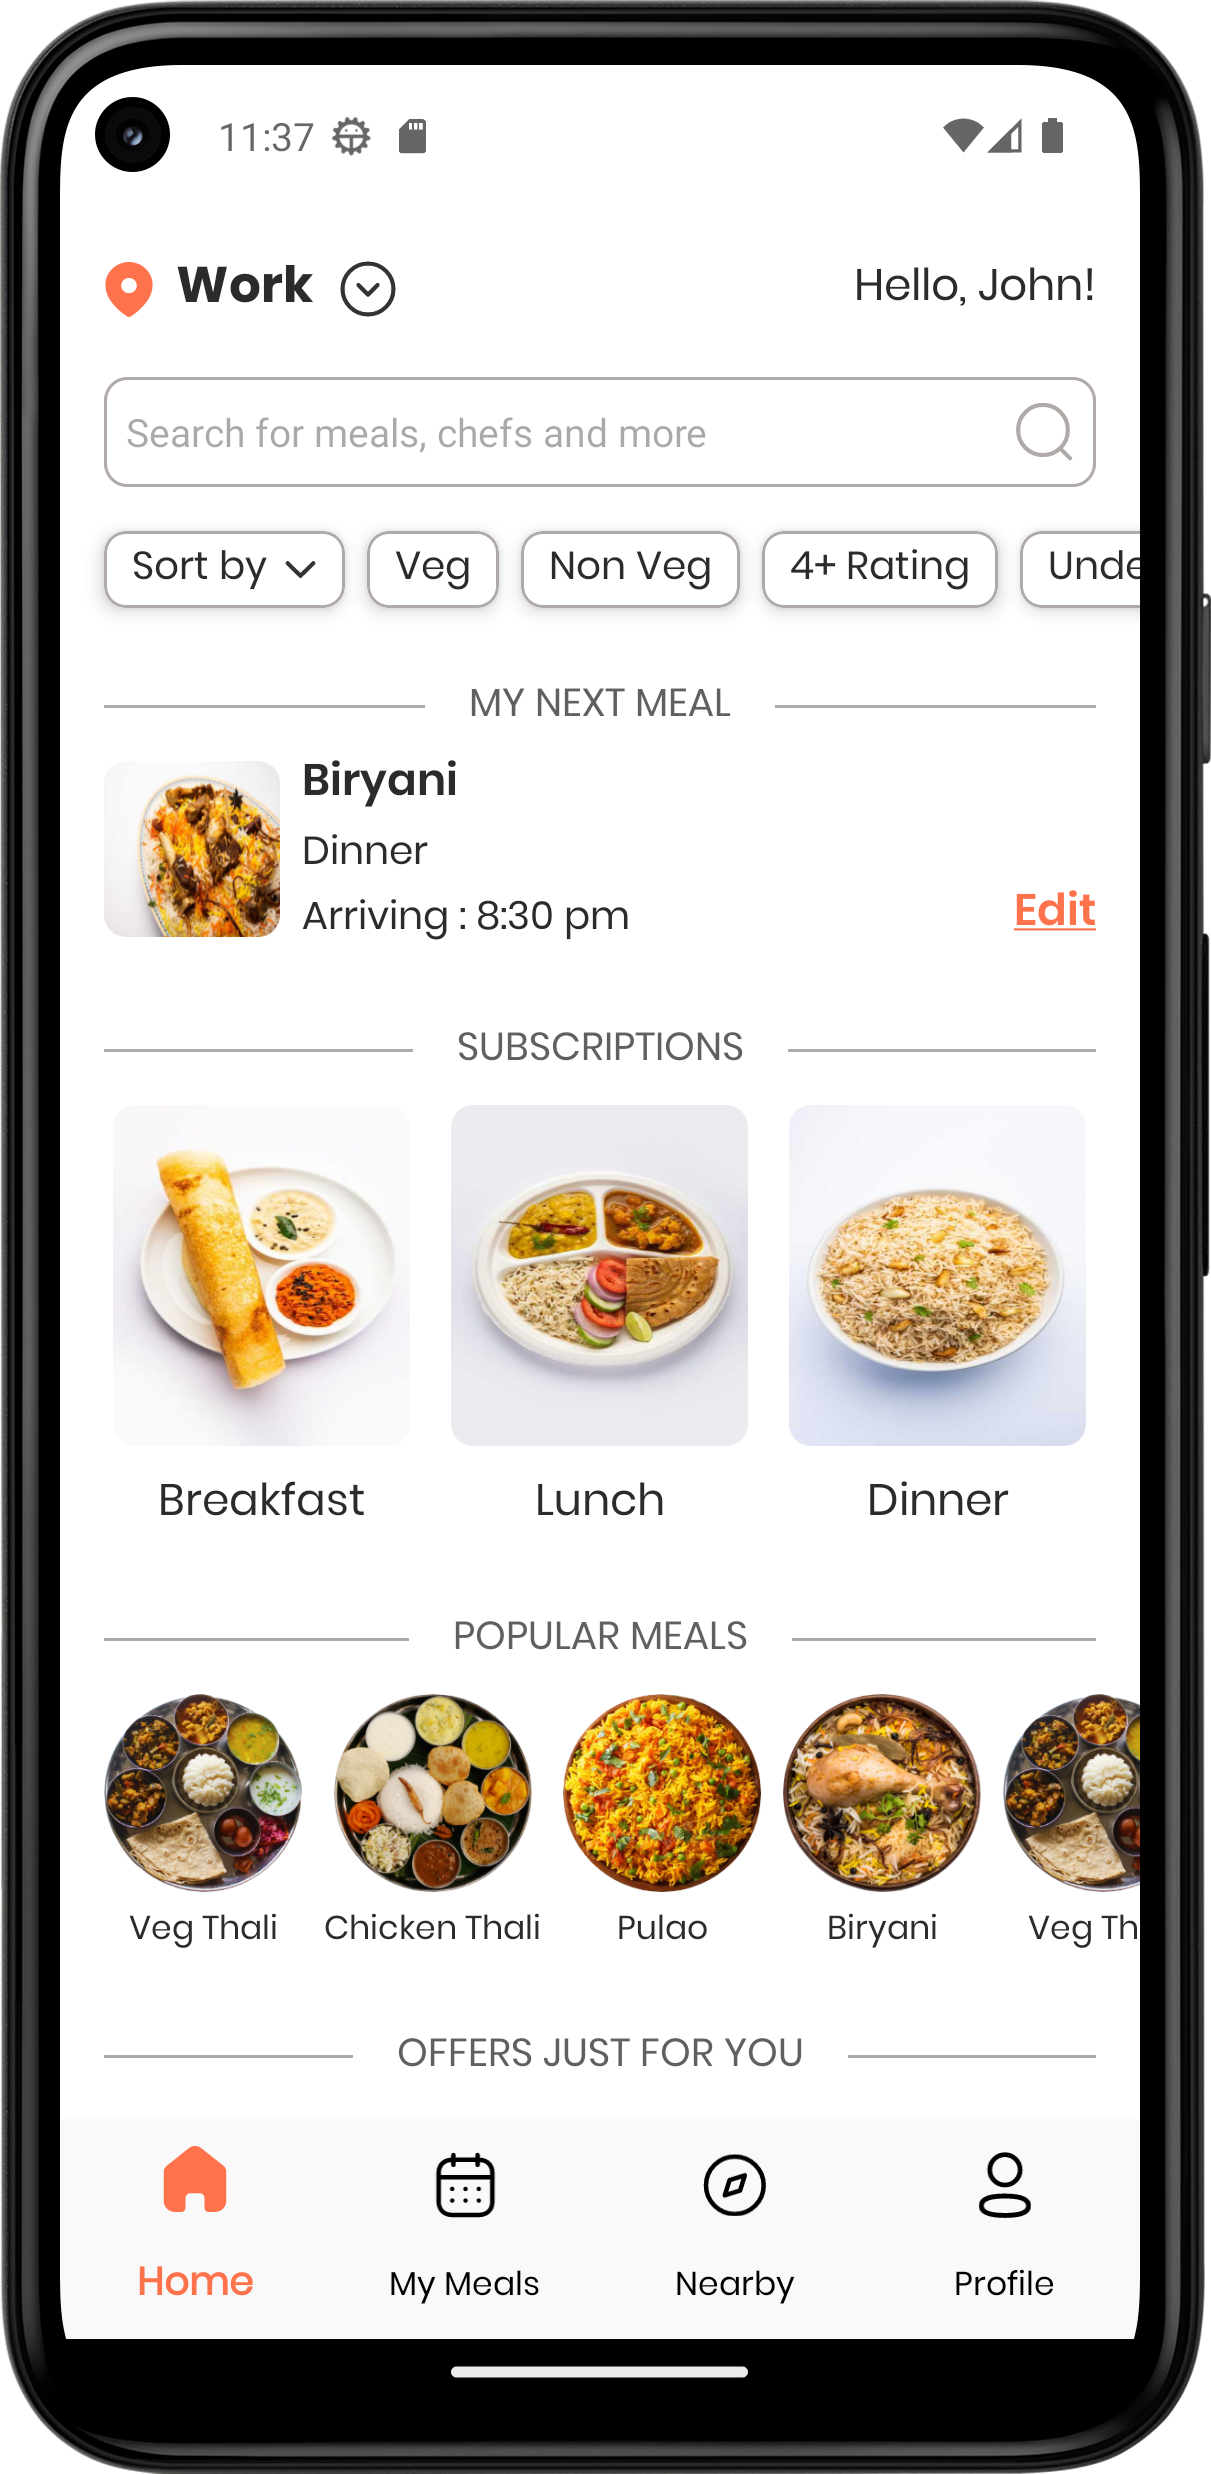 11:37
Work
Hello, John!
Search for meals, chefs and more
Sort by
Veg
Non Veg
4+ Rating
Unde
MY NEXT MEAL
Biryani
Dinner
Arriving : 8:30 pm
Edit
SUBSCRIPTIONS
Breakfast
Lunch
Dinner
POPULAR MEALS
Veg Thali
Chicken Thali
Pulao
Biryani
Veg Th
OFFERS JUST FOR YOU
Home
My Meals
Nearby
Profile